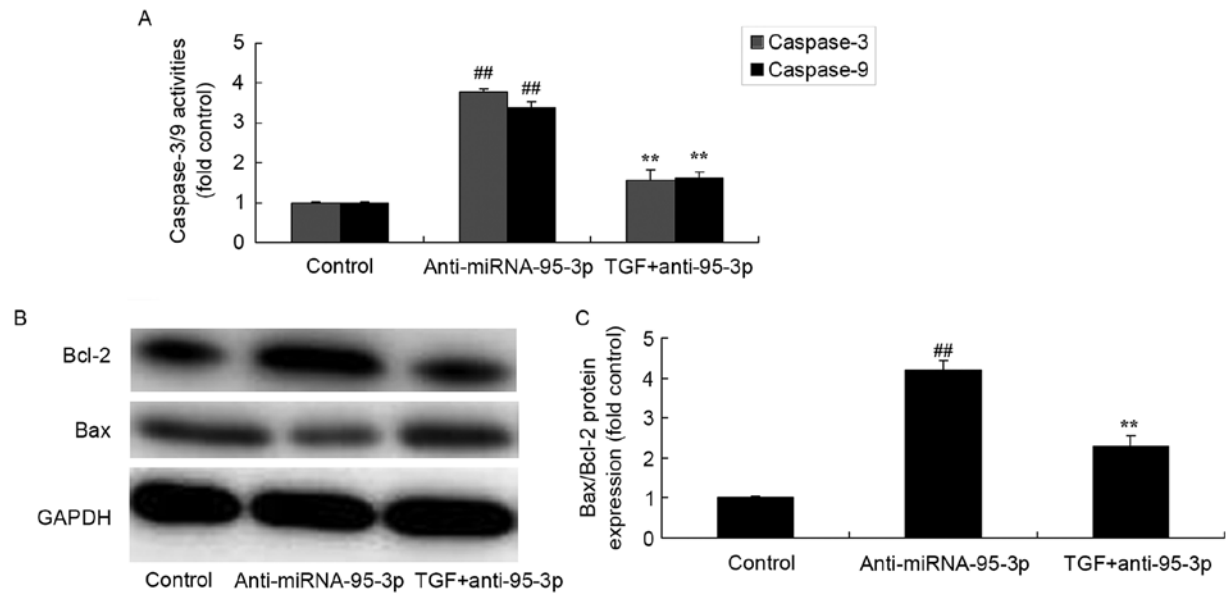 A
Caspase-3/9 activities
(fold control)
5
4
3
2
1
0
##
##
**
**
Caspase-3
Caspase-9
Control
Anti-miRNA-95-3p
TGF+anti-95-3p
B
Bcl-2
Bax
GAPDH
Control
Anti-miRNA-95-3p
TGF+anti-95-3p
C
Bax/Bcl-2 protein
expression (fold control)
5
4
3
2
1
0
##
**
Control
Anti-miRNA-95-3p
TGF+anti-95-3p